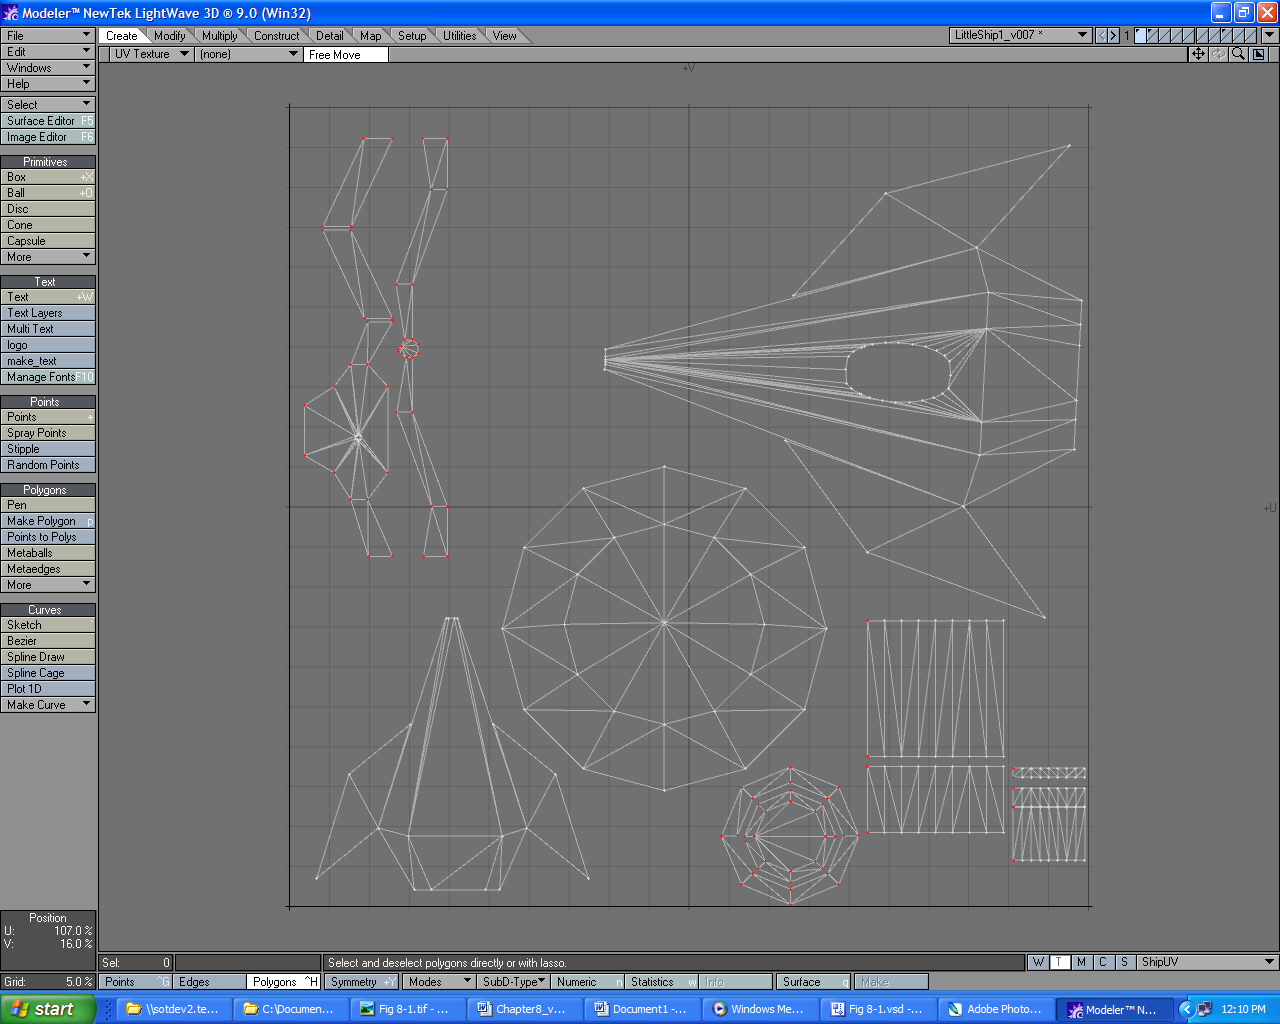 Modeler™ NewTek LightWave 3D ® 9.0 (Win32)
File Create Modify Multiply Construct Detail Map Setup Utilities View LittleShip1_v007 * 1
Edit UV Texture (none) Free Move
Windows
Help
+V
Select
Surface Editor F5
Image Editor F6
Primitives
Box +X
Ball +O
Disc
Cone
Capsule
More
Text
Text +W
Text Layers
Multi Text
logo
make_text
Manage Fonts F10
Points
Points +
Spray Points
Stipple
Random Points
Polygons
Pen
Make Polygon p
Points to Polys
+U
Metaballs
Metaedges
More
Curves
Sketch `
Bezier
Spline Draw
Spline Cage
Plot 1D
Make Curve
Position
U: 107.0 %
V: 16.0 %
Sel: 0 Select and deselect polygons directly or with lasso. W T M C S ShipUV
Grid: 5.0 % Points ^G Edges Polygons ^H Symmetry +Y Modes SubD-Type Numeric n Statistics w Info Surface q Make
start \\sotdev2.te... C:\Documen... Fig 8-1.tif - ... Chapter8_v... Document1 -... Windows Me... Fig 8-1.vsd -... Adobe Photo... Modeler™ N... 12:10 PM